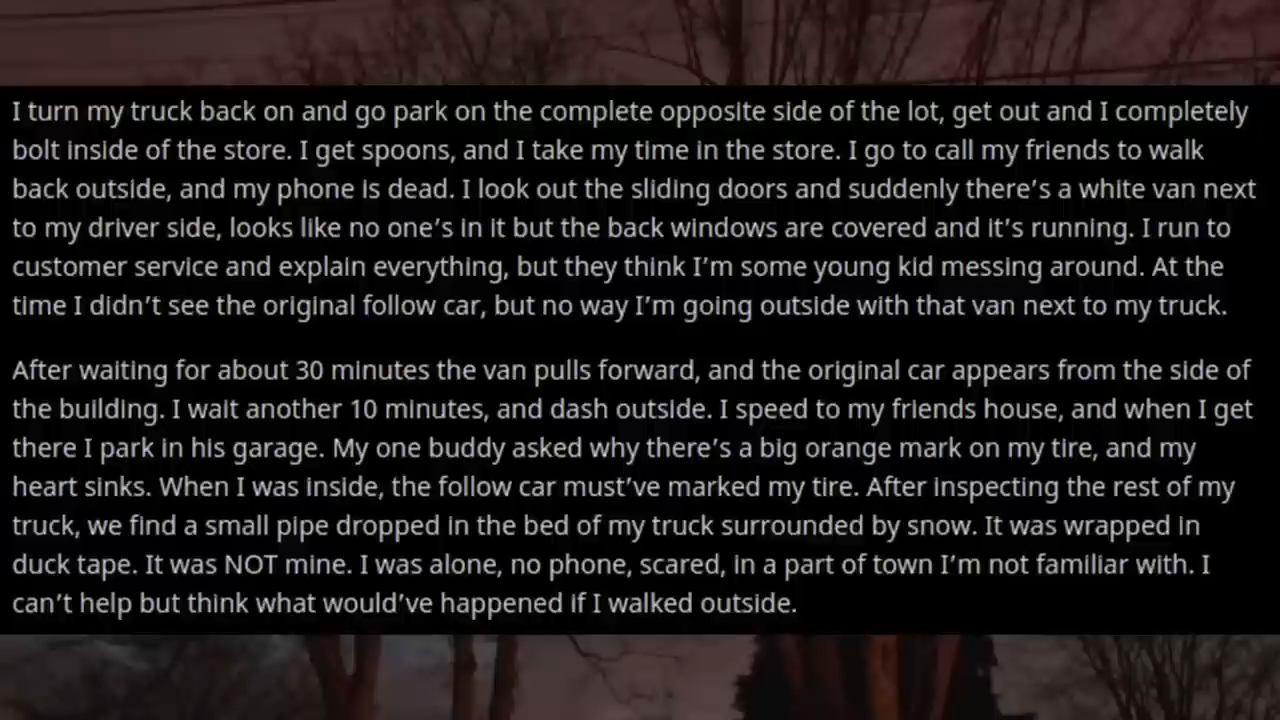 I turn my truck back on and go park on the complete opposite side of the lot, get out and I completely
bolt inside of the store. I get spoons, and I take my time in the store. I go to call my friends to walk
back outside, and my phone is dead. I look out the sliding doors and suddenly there’s a white van next
to my driver side, looks like no one’s in it but the back windows are covered and it’s running. I run to
customer service and explain everything, but they think I’m some young kid messing around. At the
time I didn’t see the original follow car, but no way I’m going outside with that van next to my truck.
After waiting for about 30 minutes the van pulls forward, and the original car appears from the side of
the building. I wait another 10 minutes, and dash outside. I speed to my friends house, and when I get
there I park in his garage. My one buddy asked why there’s a big orange mark on my tire, and my
heart sinks. When I was inside, the follow car must’ve marked my tire. After inspecting the rest of my
truck, we find a small pipe dropped in the bed of my truck surrounded by snow. It was wrapped in
duck tape. It was NOT mine. I was alone, no phone, scared, in a part of town I’m not familiar with. I
can’t help but think what would’ve happened if I walked outside.